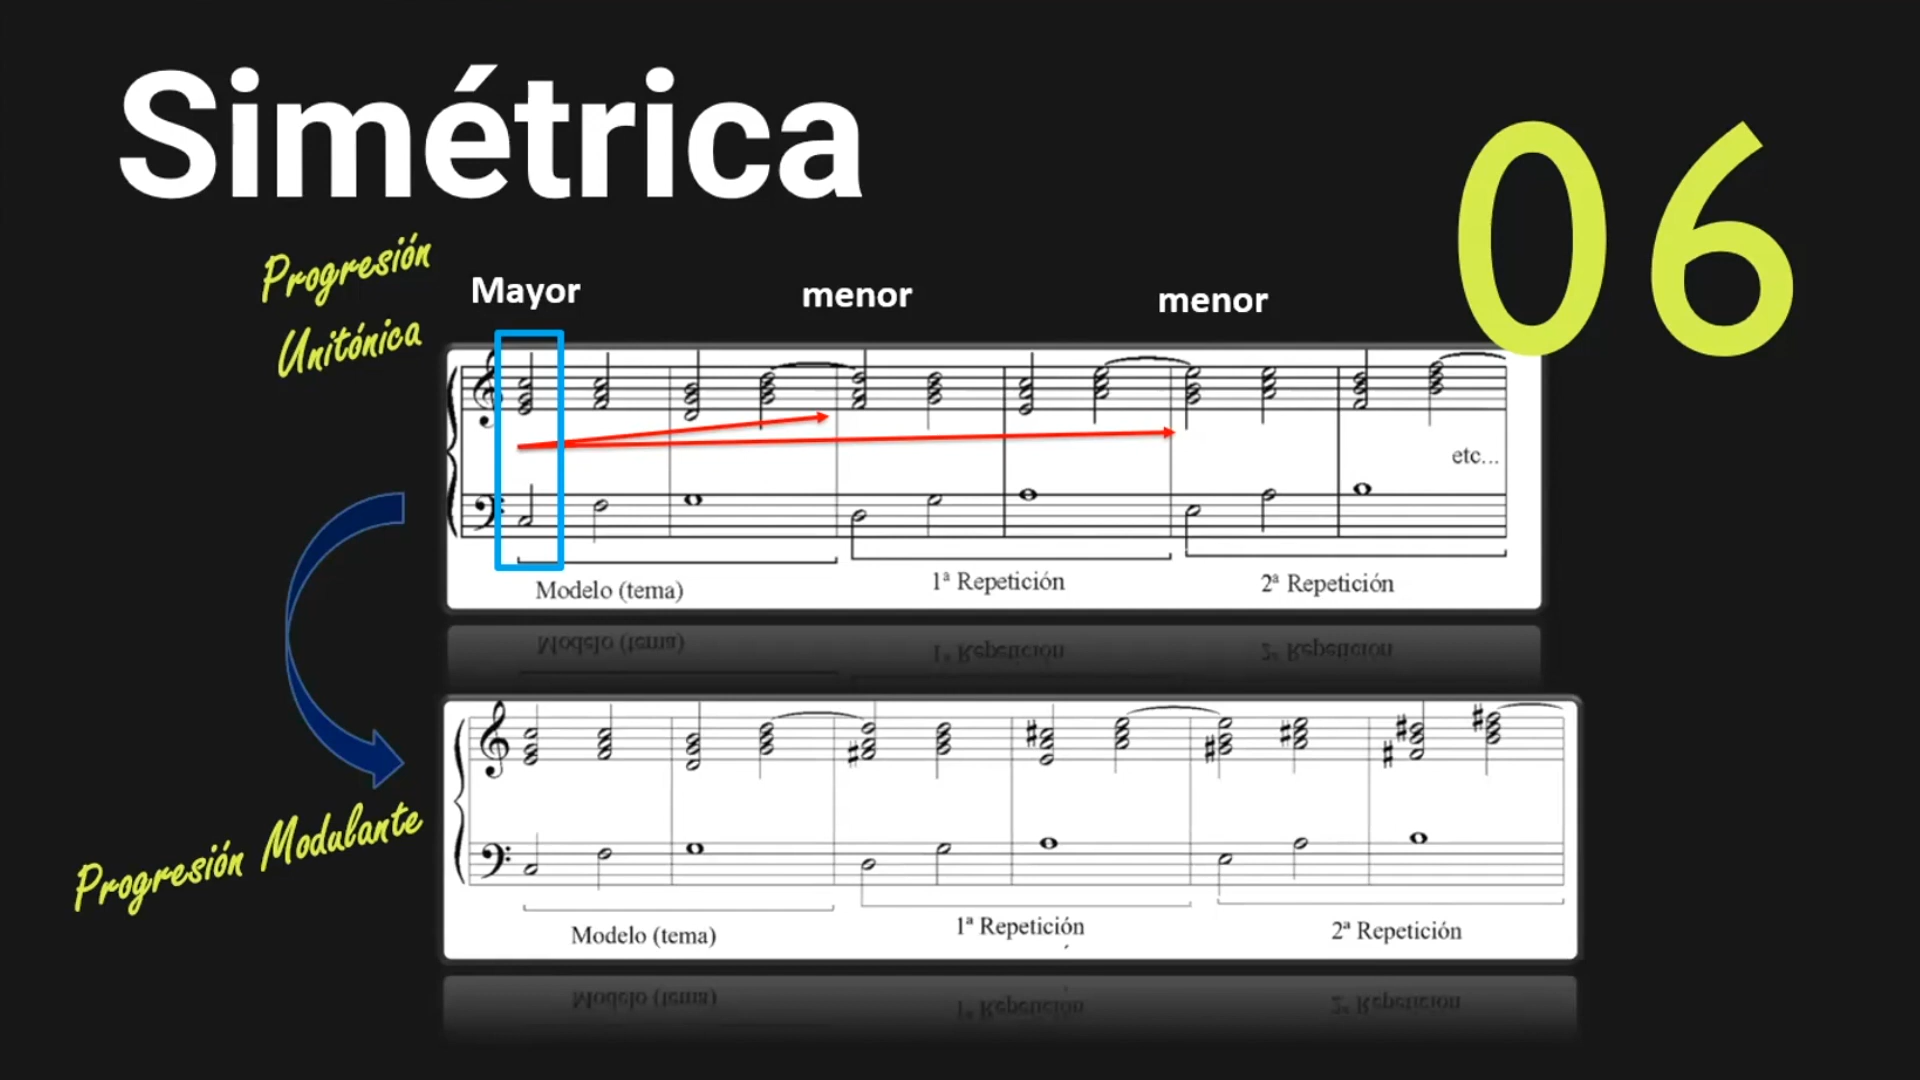 Simétrica
06
Progresión
Unitónica
Mayor
menor
menor
etc...
Modelo (tema)
1ª Repetición
2ª Repetición
Progresión Modulante
Modelo (tema)
1ª Repetición
2ª Repetición